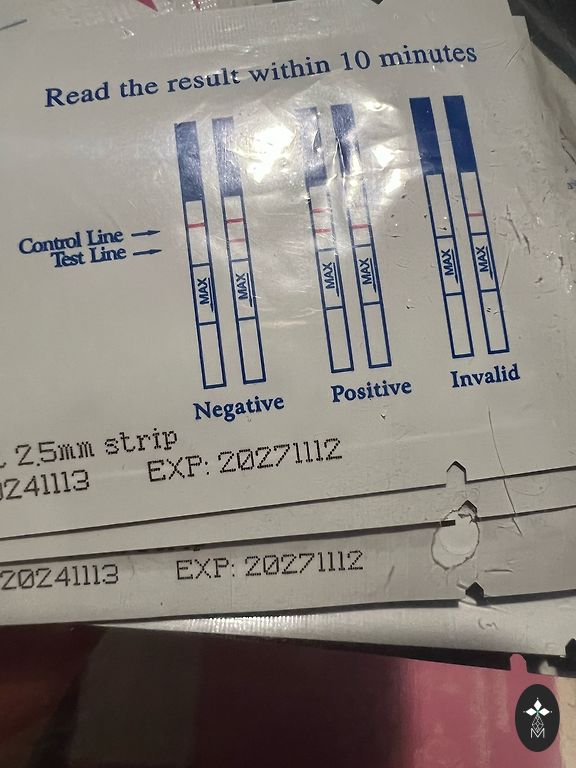 Read the result within 10 minutes
Control Line
Test Line
MAX MAX MAX MAX MAX MAX
Negative Positive Invalid
2.5mm strip
20241113 EXP: 20271112
20241113 EXP: 20271112
M